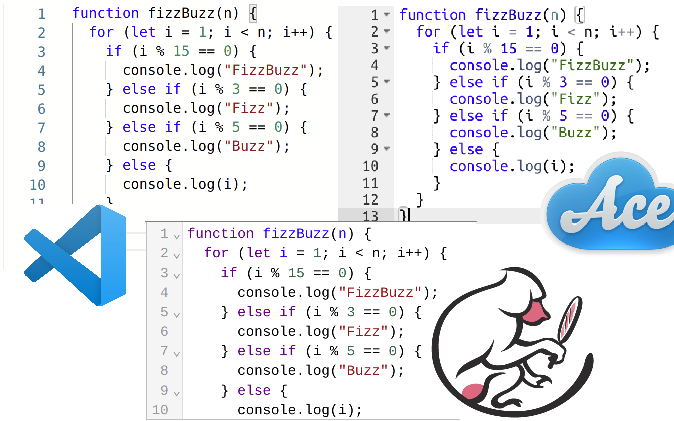 1 function fizzBuzz(n) {
2 for (let i = 1; i < n; i++) {
3 if (i % 15 == 0) {
4 console.log("FizzBuzz");
5 } else if (i % 3 == 0) {
6 console.log("Fizz");
7 } else if (i % 5 == 0) {
8 console.log("Buzz");
9 } else {
10 console.log(i);
11 }
1 function fizzBuzz(n) {
2 for (let i = 1; i < n; i++) {
3 if (i % 15 == 0) {
4 console.log("FizzBuzz");
5 } else if (i % 3 == 0) {
6 console.log("Fizz");
7 } else if (i % 5 == 0) {
8 console.log("Buzz");
9 } else {
10 console.log(i);
11 }
12 }
13 }
Ace
1 function fizzBuzz(n) {
2 for (let i = 1; i < n; i++) {
3 if (i % 15 == 0) {
4 console.log("FizzBuzz");
5 } else if (i % 3 == 0) {
6 console.log("Fizz");
7 } else if (i % 5 == 0) {
8 console.log("Buzz");
9 } else {
10 console.log(i);